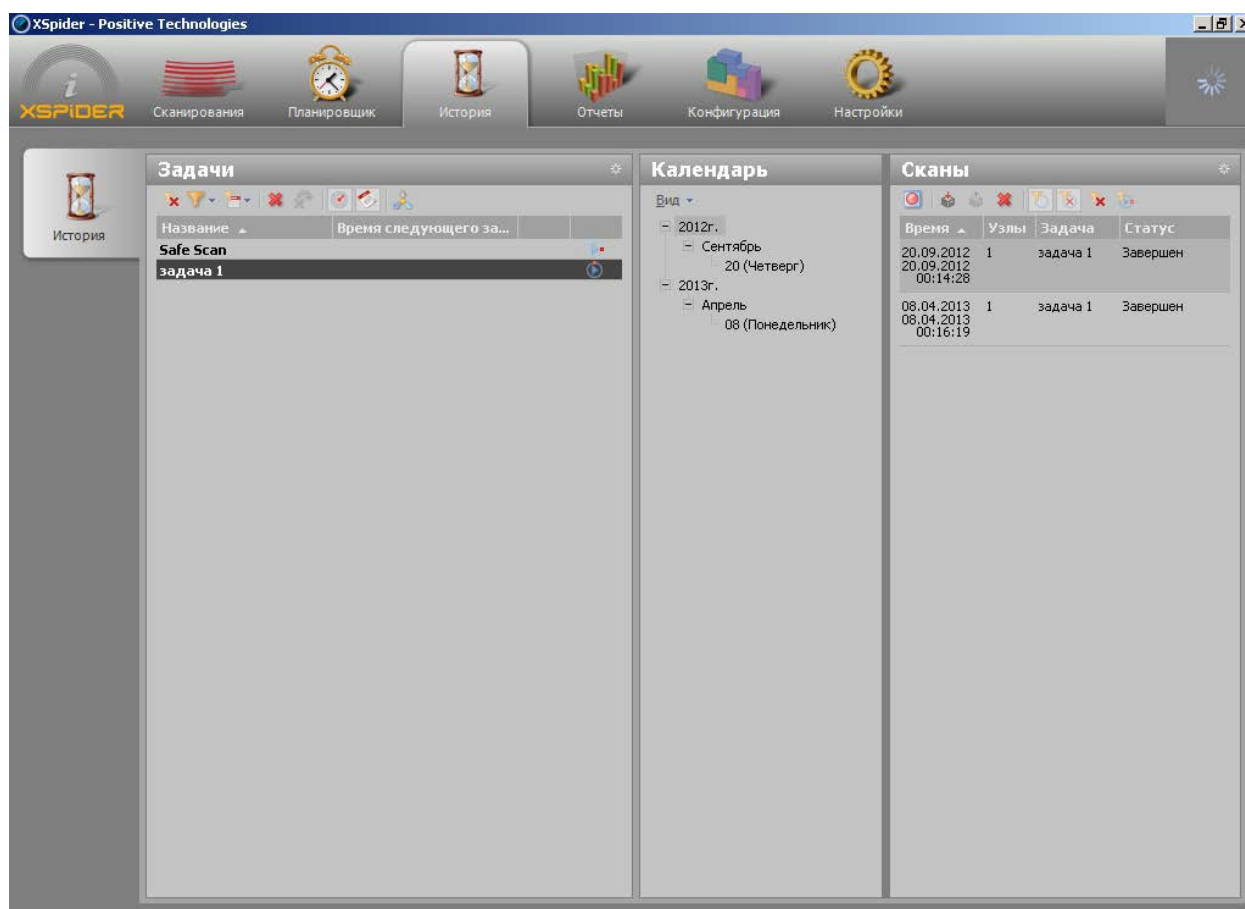 XSpider - Positive Technologies
i
XSPiDER
Сканирования
Планировщик
История
Отчеты
Конфигурация
Настройки
История
Задачи
Название
Время следующего за...
Safe Scan
задача 1
Календарь
Вид
2012г.
Сентябрь
20 (Четверг)
2013г.
Апрель
08 (Понедельник)
Сканы
Время Узлы Задача Статус
20.09.2012 1 задача 1 Завершен
20.09.2012
00:14:28
08.04.2013 1 задача 1 Завершен
08.04.2013
00:16:19